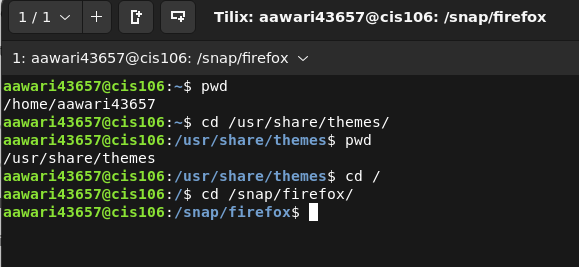 1 / 1
Tilix: aawari43657@cis106: /snap/firefox
1: aawari43657@cis106: /snap/firefox
aawari43657@cis106:~$ pwd
/home/aawari43657
aawari43657@cis106:~$ cd /usr/share/themes/
aawari43657@cis106:/usr/share/themes$ pwd
/usr/share/themes
aawari43657@cis106:/usr/share/themes$ cd /
aawari43657@cis106:/$ cd /snap/firefox/
aawari43657@cis106:/snap/firefox$